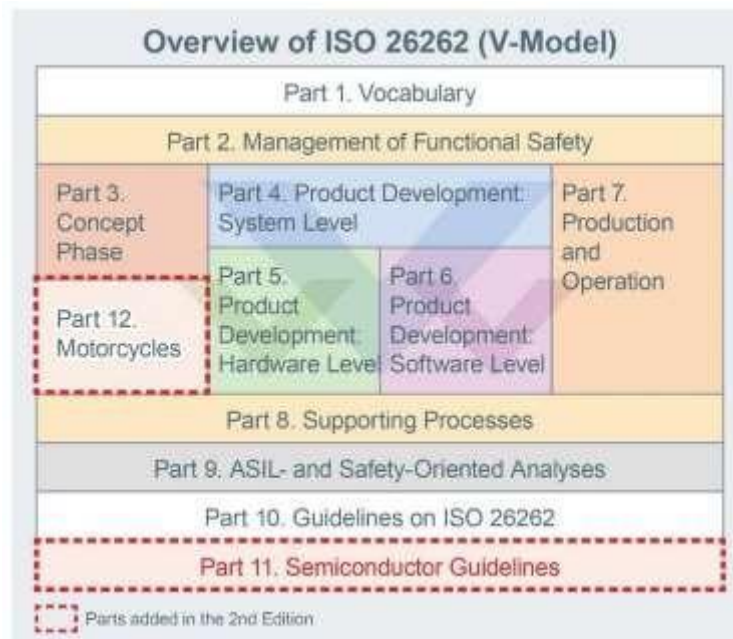 Overview of ISO 26262 (V-Model)
Part 1. Vocabulary
Part 2. Management of Functional Safety
Part 3.
Concept
Phase
Part 4. Product Development:
System Level
Part 7.
Production
and
Operation
Part 12.
Motorcycles
Part 5.
Product
Development:
Hardware Level
Part 6.
Product
Development:
Software Level
Part 8. Supporting Processes
Part 9. ASIL- and Safety-Oriented Analyses
Part 10. Guidelines on ISO 26262
Part 11. Semiconductor Guidelines
Parts added in the 2nd Edition